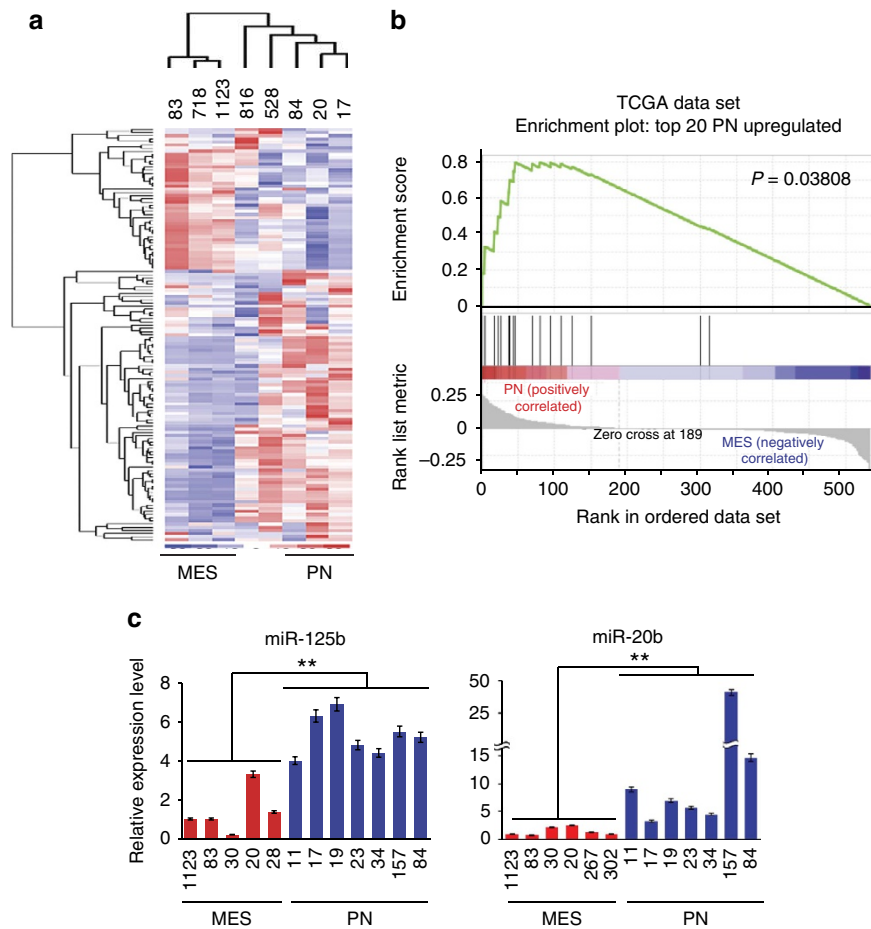 a
83 718 1123 816 528 84 20 17
MES PN
b
TCGA data set
Enrichment plot: top 20 PN upregulated
P = 0.03808
Enrichment score
0.8
0.6
0.4
0.2
0
PN (positively
correlated)
Zero cross at 189
MES (negatively
correlated)
Rank list metric
0.25
0
–0.25
0 100 200 300 400 500
Rank in ordered data set
c
miR-125b
**
Relative expression level
8
6
4
2
0
1123 83 30 20 28 11 17 19 23 34 157 84
MES PN
miR-20b
**
50
25
15
10
5
0
1123 83 30 20 267 302 11 17 19 23 34 157 84
MES PN